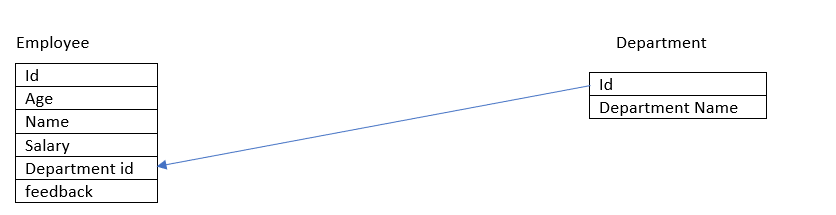 Employee
Id
Age
Name
Salary
Department id
feedback
Department
Id
Department Name